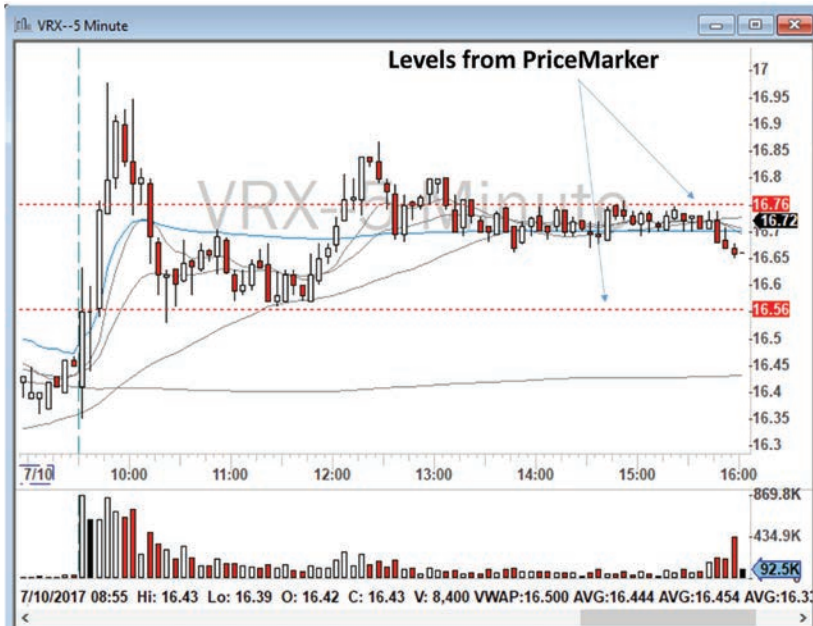 VRX--5 Minute
Levels from PriceMarker
VRX--5 Minute
17
16.95
16.9
16.85
16.8
16.76
16.72
16.7
16.65
16.6
16.56
16.5
16.45
16.4
16.35
16.3
7/10 10:00 11:00 12:00 13:00 14:00 15:00 16:00
869.8K
434.9K
92.5K
0
7/10/2017 08:55 Hi: 16.43 Lo: 16.39 O: 16.42 C: 16.43 V: 8,400 VWAP:16.500 AVG:16.444 AVG:16.454 AVG:16.33